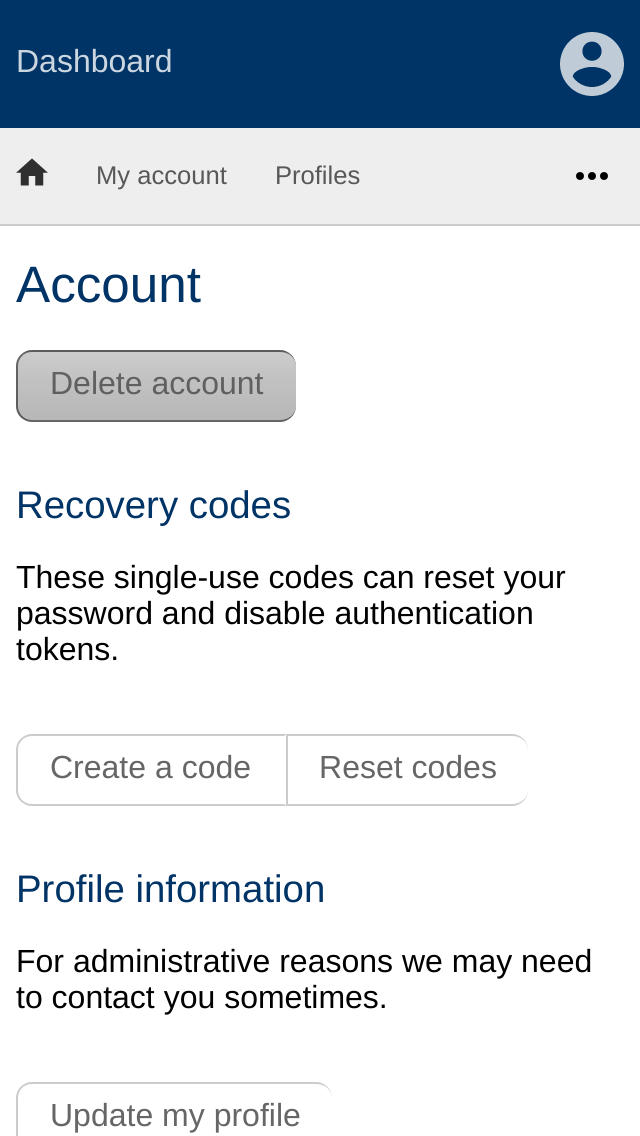 Dashboard
My account Profiles
Account
Delete account
Recovery codes
These single-use codes can reset your
password and disable authentication
tokens.
Create a code Reset codes
Profile information
For administrative reasons we may need
to contact you sometimes.
Update my profile